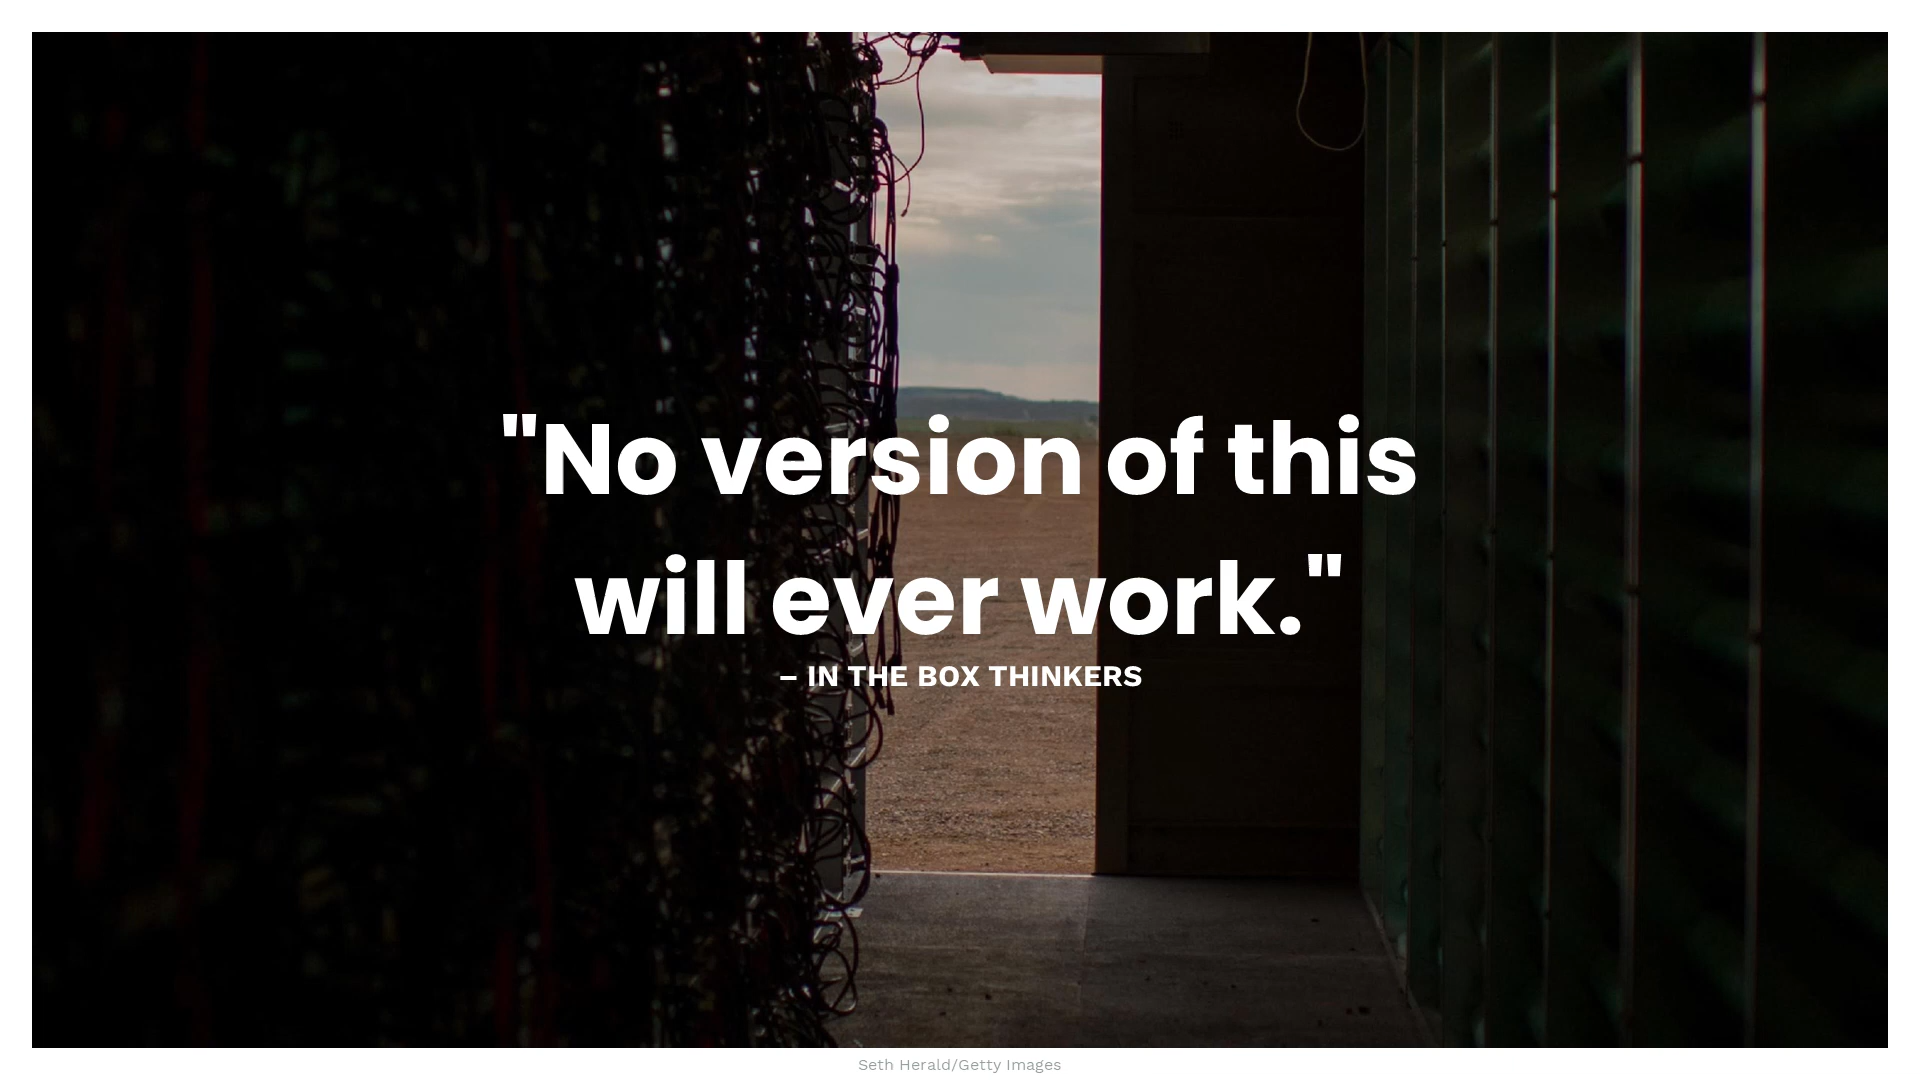 "No version of this
will ever work."
– IN THE BOX THINKERS
Seth Herald/Getty Images